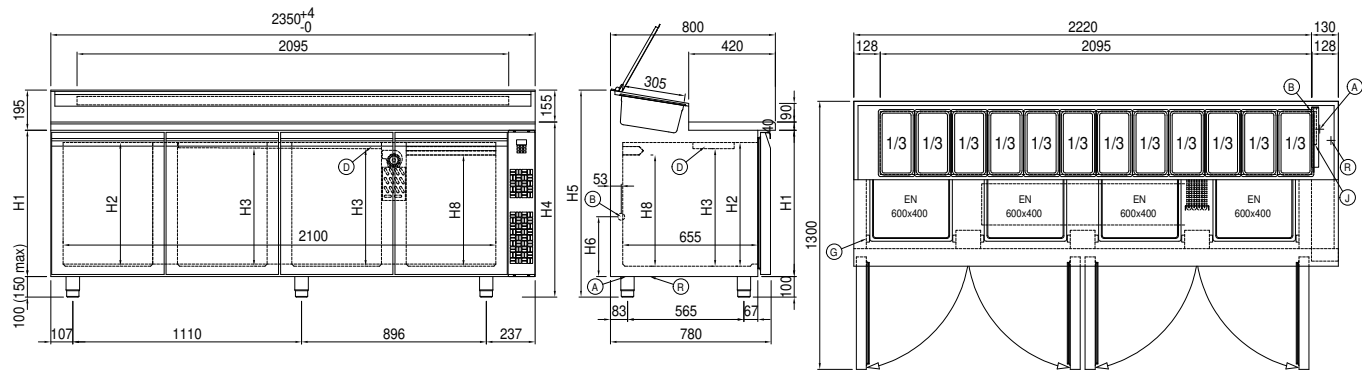 2350 +4 -0
2095
195
155
H1
H2
H3
D
H3
H8
H4
2100
100 (150 max)
107
1110
896
237
800
420
305
90
40
H5
53
B
H6
H8
D
H3
H2
H1
655
A
R
100
83
565
67
780
2220
130
128
2095
128
B
A
1/3 1/3 1/3 1/3 1/3 1/3 1/3 1/3 1/3 1/3 1/3 1/3
R
J
EN 600x400
EN 600x400
EN 600x400
EN 600x400
G
1300